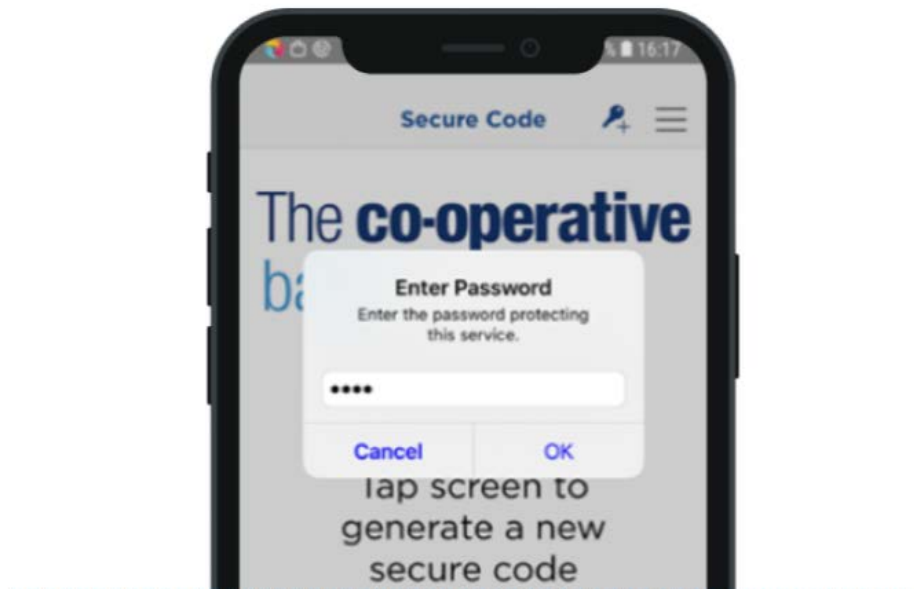 16:17
Secure Code
The co-operative
ba
Enter Password
Enter the password protecting
this service.
••••
Cancel OK
Tap screen to
generate a new
secure code